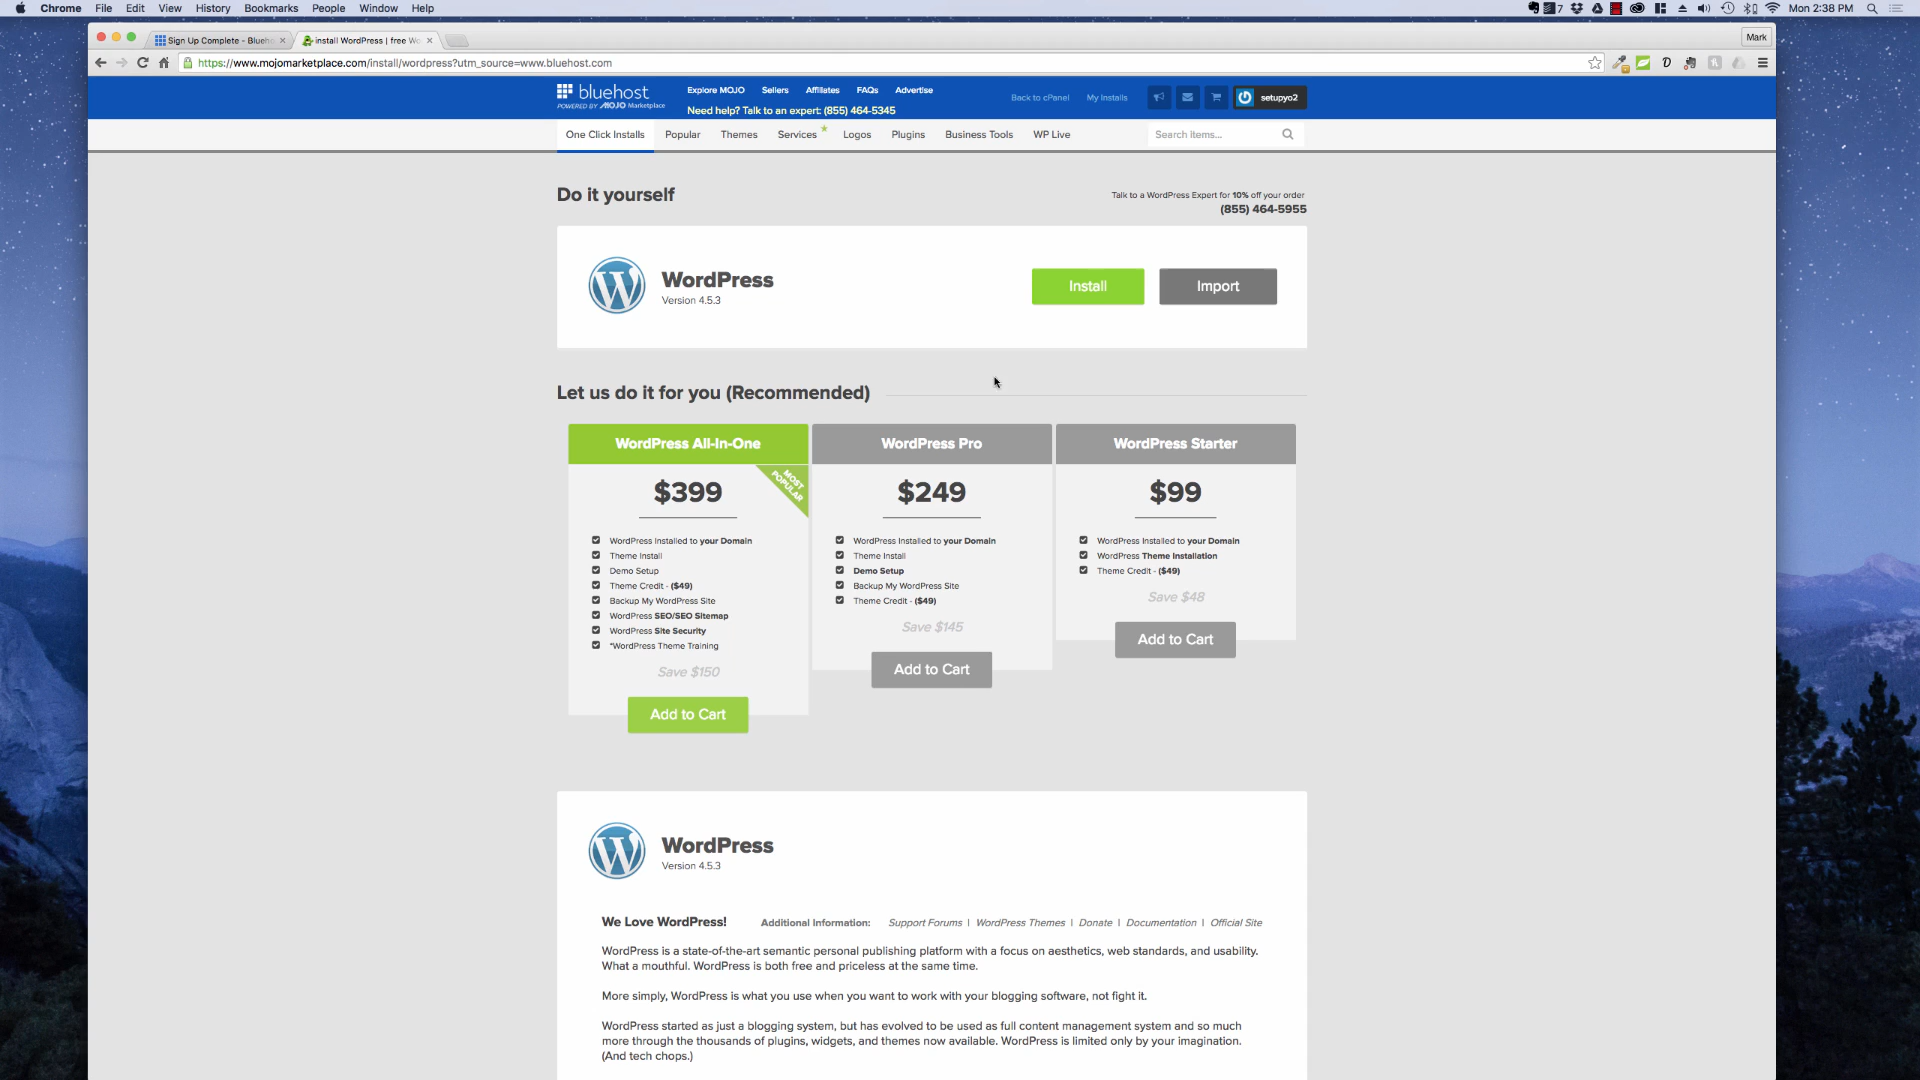 Chrome File Edit View History Bookmarks People Window Help
7 Mon 2:38 PM
Sign Up Complete - Blueho
install WordPress | free Wo
Mark
https://www.mojomarketplace.com/install/wordpress?utm_source=www.bluehost.com
bluehost
POWERED BY MOJO Marketplace
Explore MOJO Sellers Affiliates FAQs Advertise
Need help? Talk to an expert: (855) 464-5345
Back to cPanel My Installs setupyo2
One Click Installs Popular Themes Services Logos Plugins Business Tools WP Live Search Items...
Do it yourself
Talk to a WordPress Expert for 10% off your order
(855) 464-5955
WordPress
Version 4.5.3
Install Import
Let us do it for you (Recommended)
WordPress All-In-One
$399
MOST POPULAR
WordPress Installed to your Domain
Theme Install
Demo Setup
Theme Credit - ($49)
Backup My WordPress Site
WordPress SEO/SEO Sitemap
WordPress Site Security
*WordPress Theme Training
Save $150
Add to Cart
WordPress Pro
$249
WordPress Installed to your Domain
Theme Install
Demo Setup
Backup My WordPress Site
Theme Credit - ($49)
Save $145
Add to Cart
WordPress Starter
$99
WordPress Installed to your Domain
WordPress Theme Installation
Theme Credit - ($49)
Save $48
Add to Cart
WordPress
Version 4.5.3
We Love WordPress! Additional Information: Support Forums | WordPress Themes | Donate | Documentation | Official Site
WordPress is a state-of-the-art semantic personal publishing platform with a focus on aesthetics, web standards, and usability.
What a mouthful. WordPress is both free and priceless at the same time.
More simply, WordPress is what you use when you want to work with your blogging software, not fight it.
WordPress started as just a blogging system, but has evolved to be used as full content management system and so much
more through the thousands of plugins, widgets, and themes now available. WordPress is limited only by your imagination.
(And tech chops.)